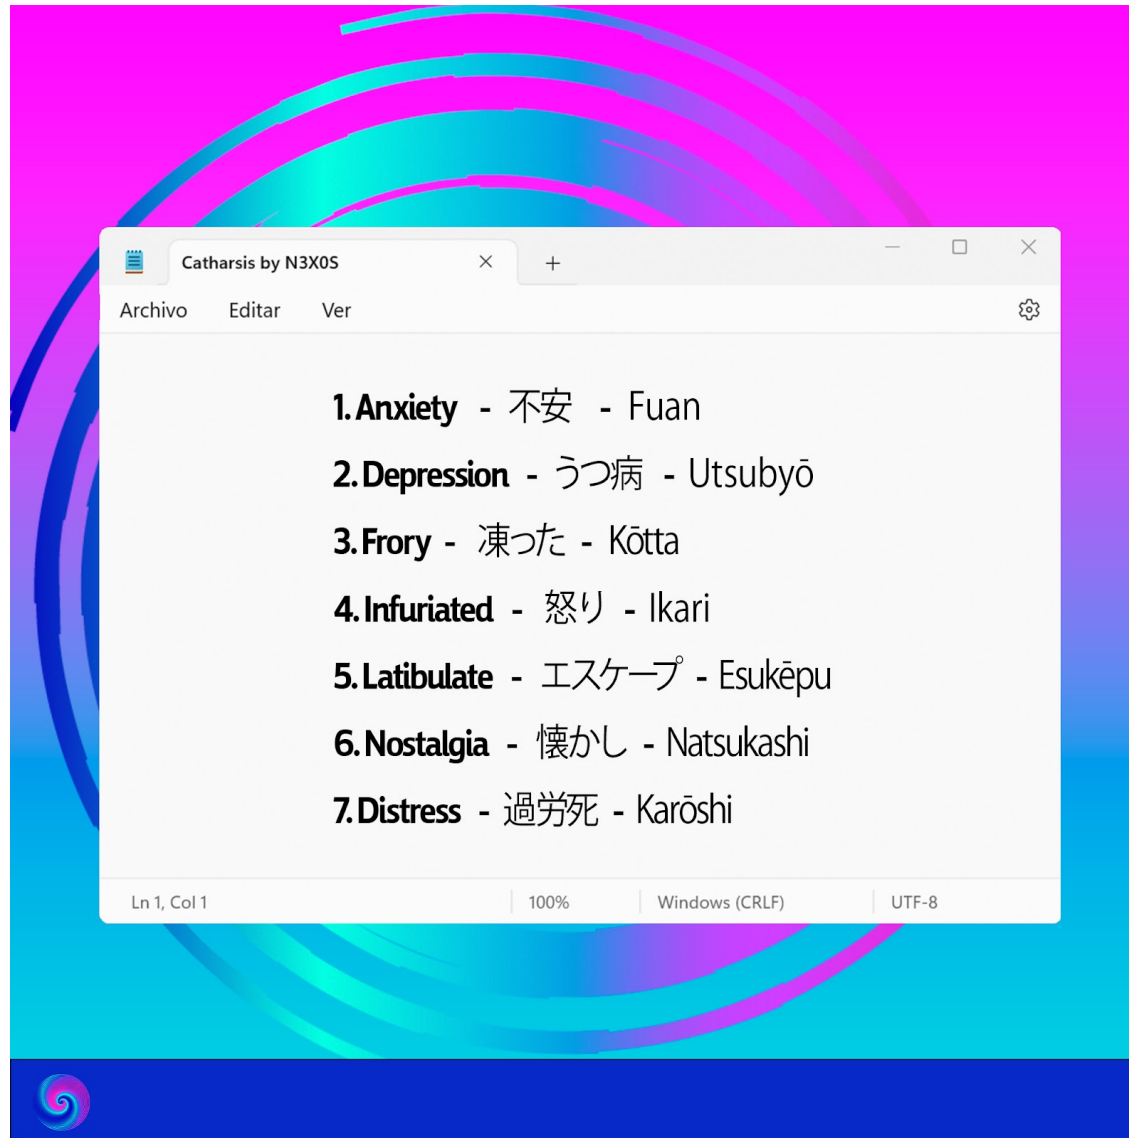 Catharsis by N3X0S
Archivo Editar Ver
1. Anxiety - 不安 - Fuan
2. Depression - うつ病 - Utsubyō
3. Frory - 凍った - Kōtta
4. Infuriated - 怒り - Ikari
5. Latibulate - エスケープ - Esukēpu
6. Nostalgia - 懐かし - Natsukashi
7. Distress - 過労死 - Karōshi
Ln 1, Col 1 100% Windows (CRLF) UTF-8